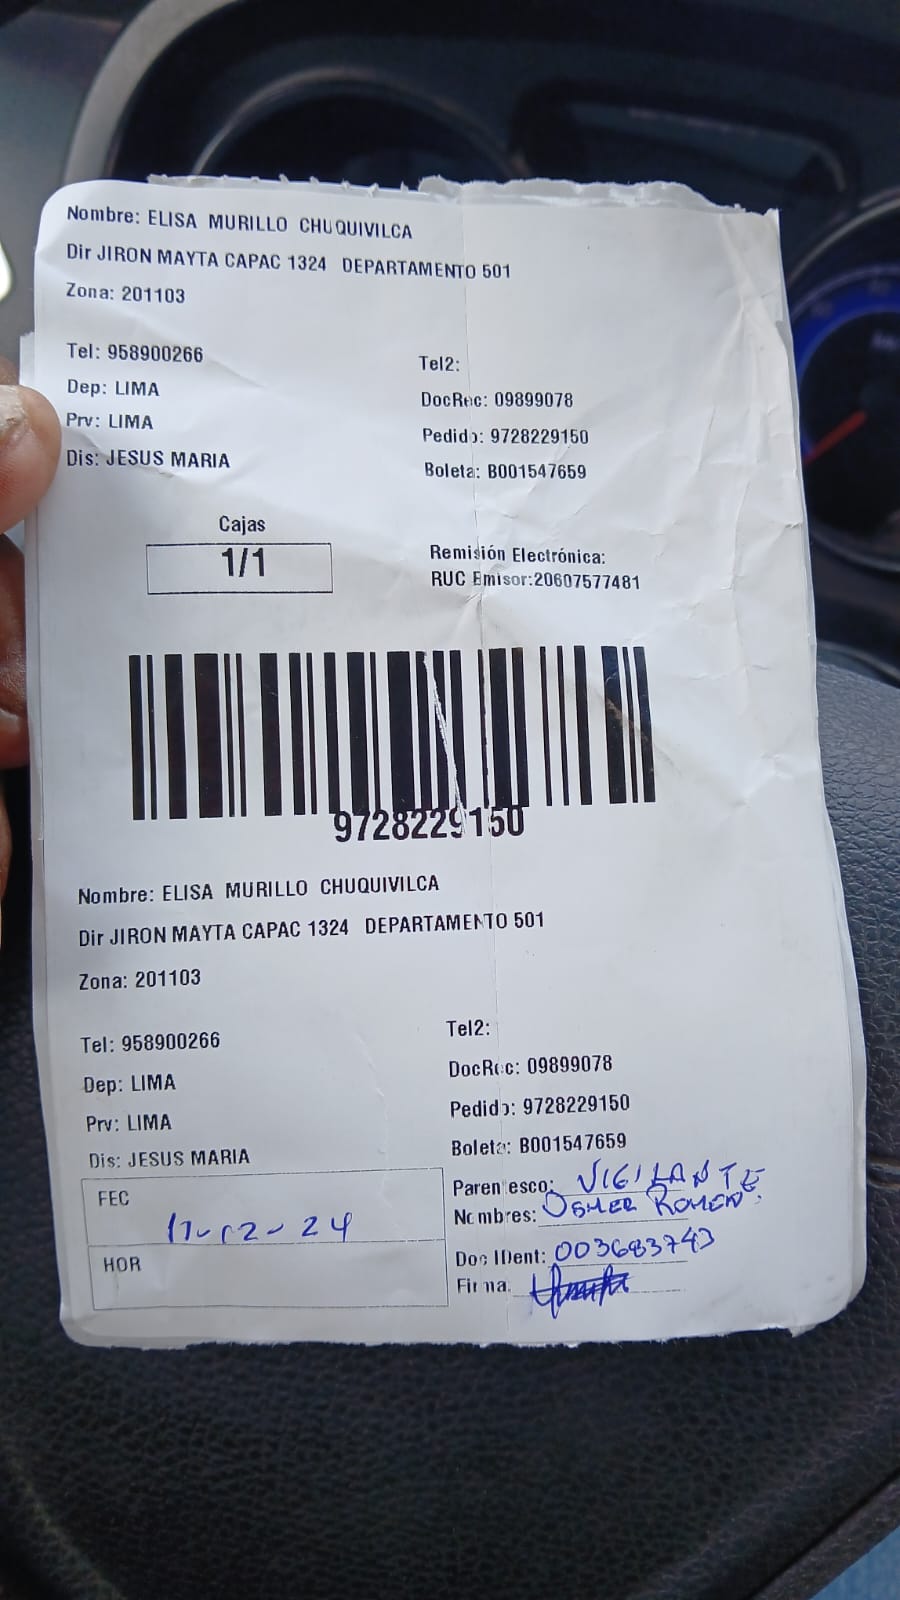 Nombre: ELISA MURILLO CHUQUIVILCA
Dir JIRON MAYTA CAPAC 1324 DEPARTAMENTO 501
Zona: 201103
Tel: 958900266
Tel2:
Dep: LIMA
DocRec: 09899078
Prv: LIMA
Pedido: 9728229150
Dis: JESUS MARIA
Boleta: B001547659
Cajas
1/1
Remisión Electrónica:
RUC Emisor:20607577481
9728229150
Nombre: ELISA MURILLO CHUQUIVILCA
Dir JIRON MAYTA CAPAC 1324 DEPARTAMENTO 501
Zona: 201103
Tel: 958900266
Tel2:
Dep: LIMA
DocRec: 09899078
Prv: LIMA
Pedido: 9728229150
Dis: JESUS MARIA
Boleta: B001547659
FEC
Parentesco: VIGILANTE
Nombres: OSMER
HOR
Doc IDent: 003683743
Firma: